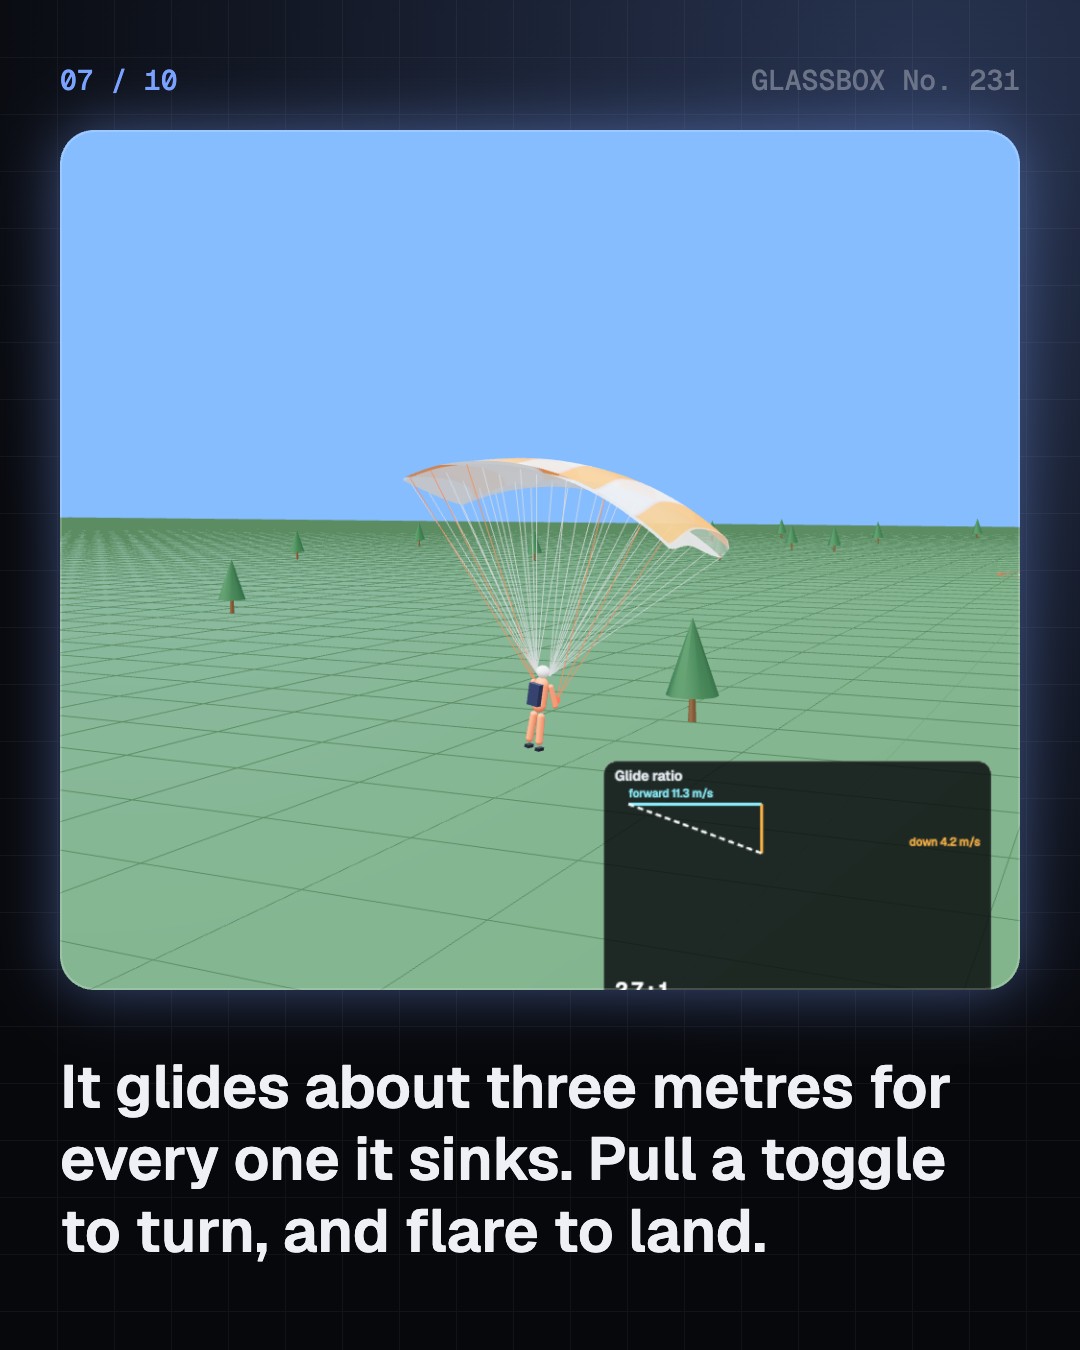 07 / 10
GLASSBOX No. 231
Glide ratio
forward 11.3 m/s
down 4.2 m/s
It glides about three metres for
every one it sinks. Pull a toggle
to turn, and flare to land.